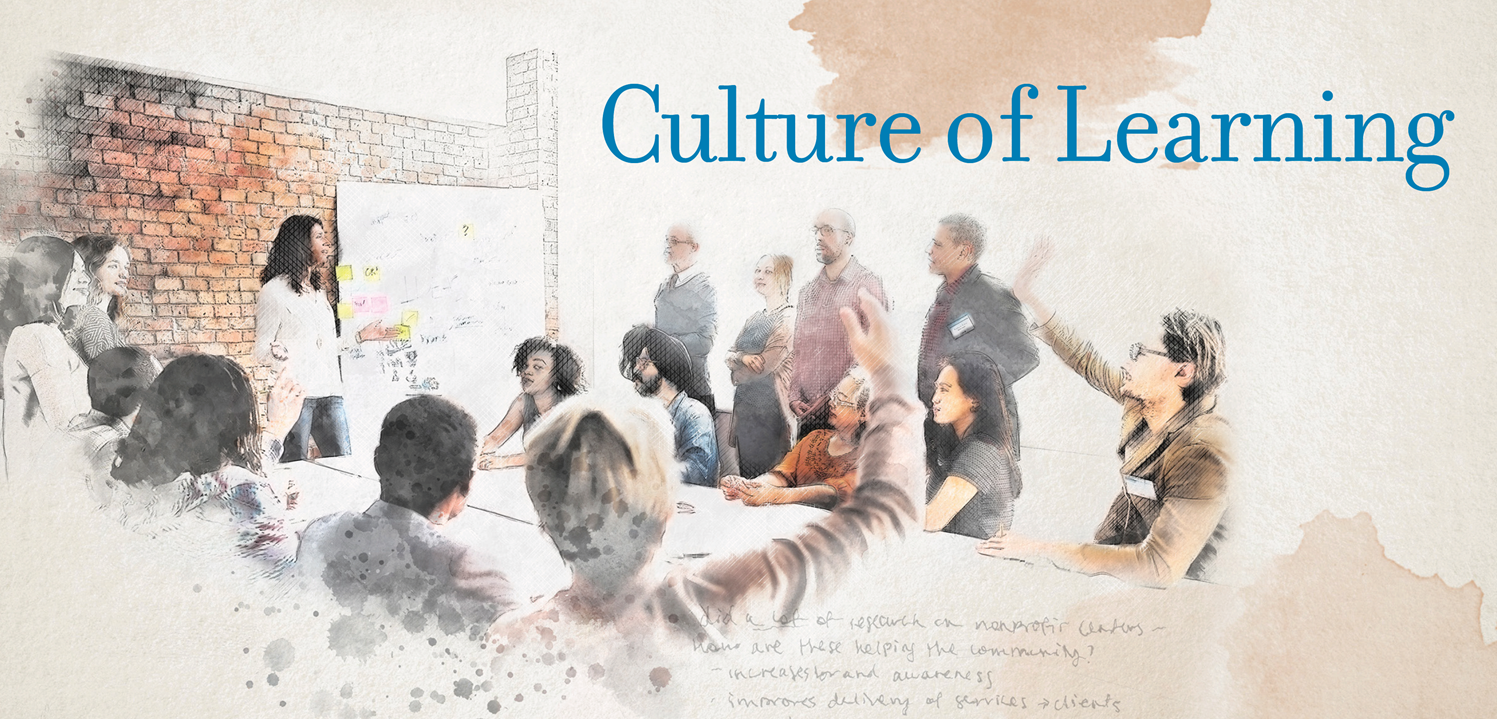 Culture of Learning
?
did a lot of research on nonprofit centers –
How are these helping the community?
- increases brand awareness
- improves delivery of services → clients